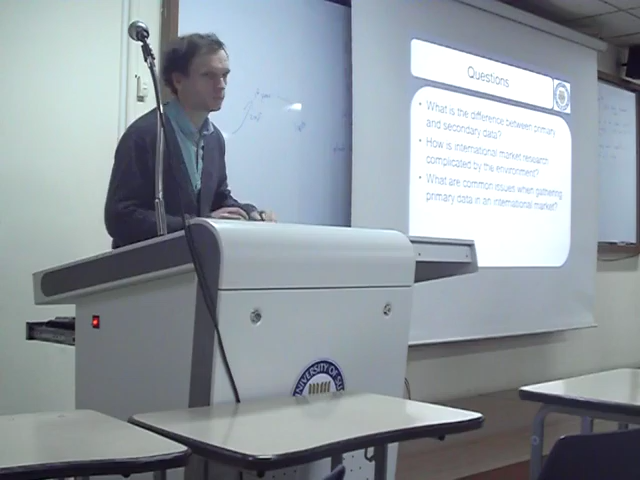 Questions
• What is the difference between primary
and secondary data?
• How is international market research
complicated by the environment?
• What are common issues when gathering
primary data in an international market?
UNIVERSITY OF SU